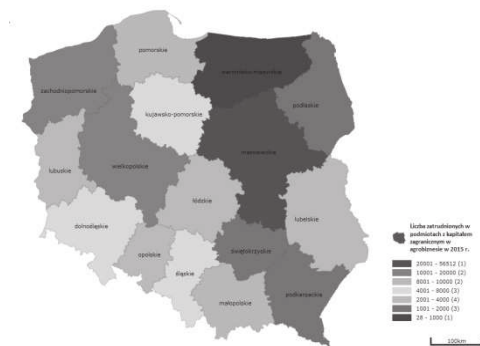 pomorskie
warmińsko-mazurskie
zachodniopomorskie
podlaskie
kujawsko-pomorskie
mazowieckie
lubuskie
wielkopolskie
łódzkie
lubelskie
dolnośląskie
opolskie
śląskie
świętokrzyskie
małopolskie
podkarpackie
Liczba zatrudnionych w
podmiotach z kapitałem
zagranicznym w
agrobiznesie w 2015 r.
20001 - 56512 (1)
10001 - 20000 (2)
8001 - 10000 (2)
4001 - 8000 (3)
2001 - 4000 (4)
1001 - 2000 (3)
28 - 1000 (1)
100km